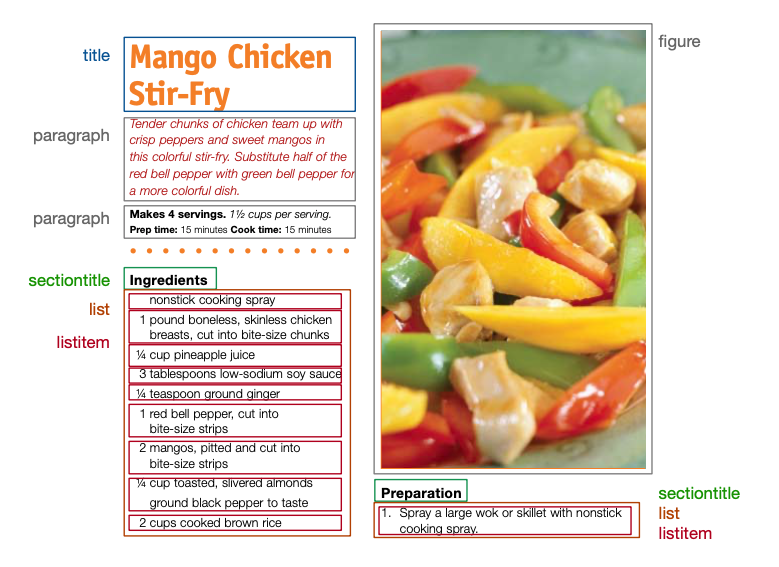 title
Mango Chicken
Stir-Fry
paragraph
Tender chunks of chicken team up with
crisp peppers and sweet mangos in
this colorful stir-fry. Substitute half of the
red bell pepper with green bell pepper for
a more colorful dish.
paragraph
Makes 4 servings. 1½ cups per serving.
Prep time: 15 minutes Cook time: 15 minutes
sectiontitle
Ingredients
list
listitem
nonstick cooking spray
1 pound boneless, skinless chicken
breasts, cut into bite-size chunks
¼ cup pineapple juice
3 tablespoons low-sodium soy sauce
¼ teaspoon ground ginger
1 red bell pepper, cut into
bite-size strips
2 mangos, pitted and cut into
bite-size strips
¼ cup toasted, slivered almonds
ground black pepper to taste
2 cups cooked brown rice
figure
Preparation
sectiontitle
1. Spray a large wok or skillet with nonstick
cooking spray.
list
listitem